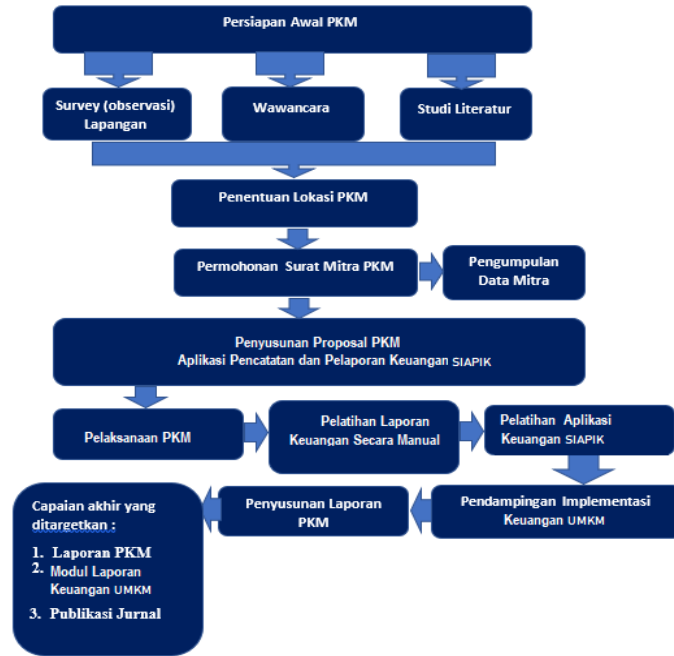 Persiapan Awal PKM
Survey (observasi)
Lapangan
Wawancara
Studi Literatur
Penentuan Lokasi PKM
Permohonan Surat Mitra PKM
Pengumpulan
Data Mitra
Penyusunan Proposal PKM
Aplikasi Pencatatan dan Pelaporan Keuangan SIAPIK
Pelaksanaan PKM
Pelatihan Laporan
Keuangan Secara Manual
Pelatihan Aplikasi
Keuangan SIAPIK
Pendampingan Implementasi
Keuangan UMKM
Penyusunan Laporan
PKM
Capaian akhir yang
ditargetkan :
1. Laporan PKM
2. Modul Laporan
Keuangan UMKM
3. Publikasi Jurnal